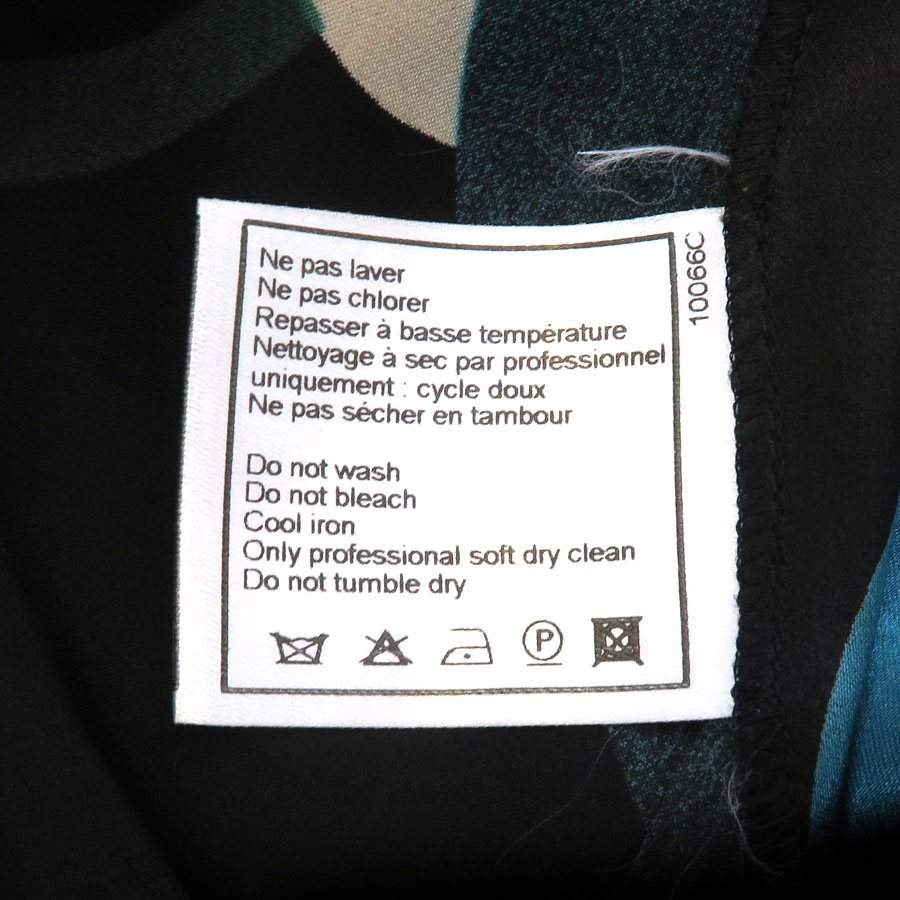 Ne pas laver
Ne pas chlorer
Repasser à basse température
Nettoyage à sec par professionnel
uniquement : cycle doux
Ne pas sécher en tambour
Do not wash
Do not bleach
Cool iron
Only professional soft dry clean
Do not tumble dry
P
10066C